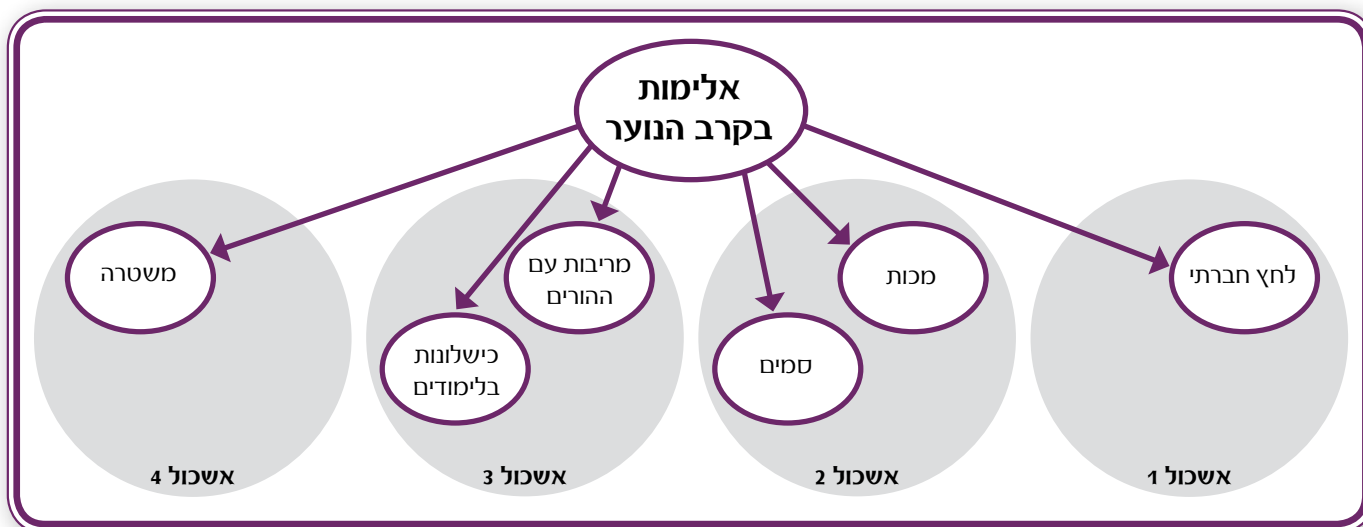 אלימות
בקרב הנוער
לחץ חברתי
מכות
סמים
מריבות עם
ההורים
כישלונות
בלימודים
משטרה
אשכול 1
אשכול 2
אשכול 3
אשכול 4